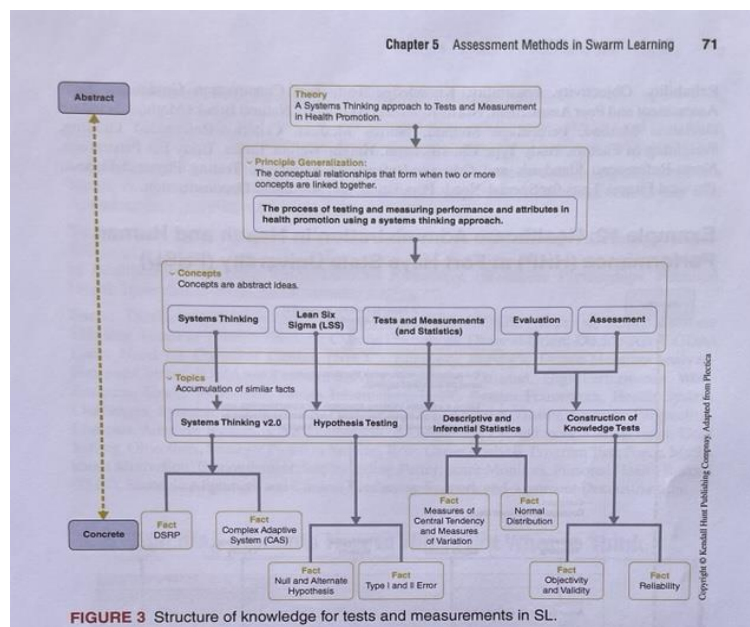 Chapter 5 Assessment Methods in Swarm Learning 71
Abstract
Theory
A Systems Thinking approach to Tests and Measurement
in Health Promotion.
Principle Generalization:
The conceptual relationships that form when two or more
concepts are linked together.
The process of testing and measuring performance and attributes in
health promotion using a systems thinking approach.
Concepts
Concepts are abstract ideas.
Systems Thinking
Lean Six
Sigma (LSS)
Tests and Measurements
(and Statistics)
Evaluation
Assessment
Topics
Accumulation of similar facts
Systems Thinking v2.0
Hypothesis Testing
Descriptive and
Inferential Statistics
Construction of
Knowledge Tests
Concrete
Fact
DSRP
Fact
Complex Adaptive
System (CAS)
Fact
Null and Alternate
Hypothesis
Fact
Type I and II Error
Fact
Measures of
Central Tendency
and Measures
of Variation
Fact
Normal
Distribution
Fact
Objectivity
and Validity
Fact
Reliability
Copyright © Kendall Hunt Publishing Company. Adapted from Plectica
FIGURE 3 Structure of knowledge for tests and measurements in SL.